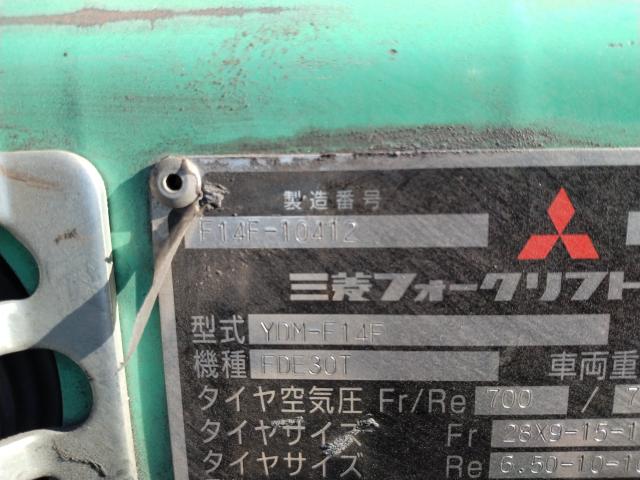 製造番号
F14F-10412
三菱フォークリフト
型式 YDM-F14F
機種 FDE30T 車両重
タイヤ空気圧 Fr/Re 700 / 7
タイヤサイズ Fr 28X9-15-1
タイヤサイズ Re 6.50-10-10